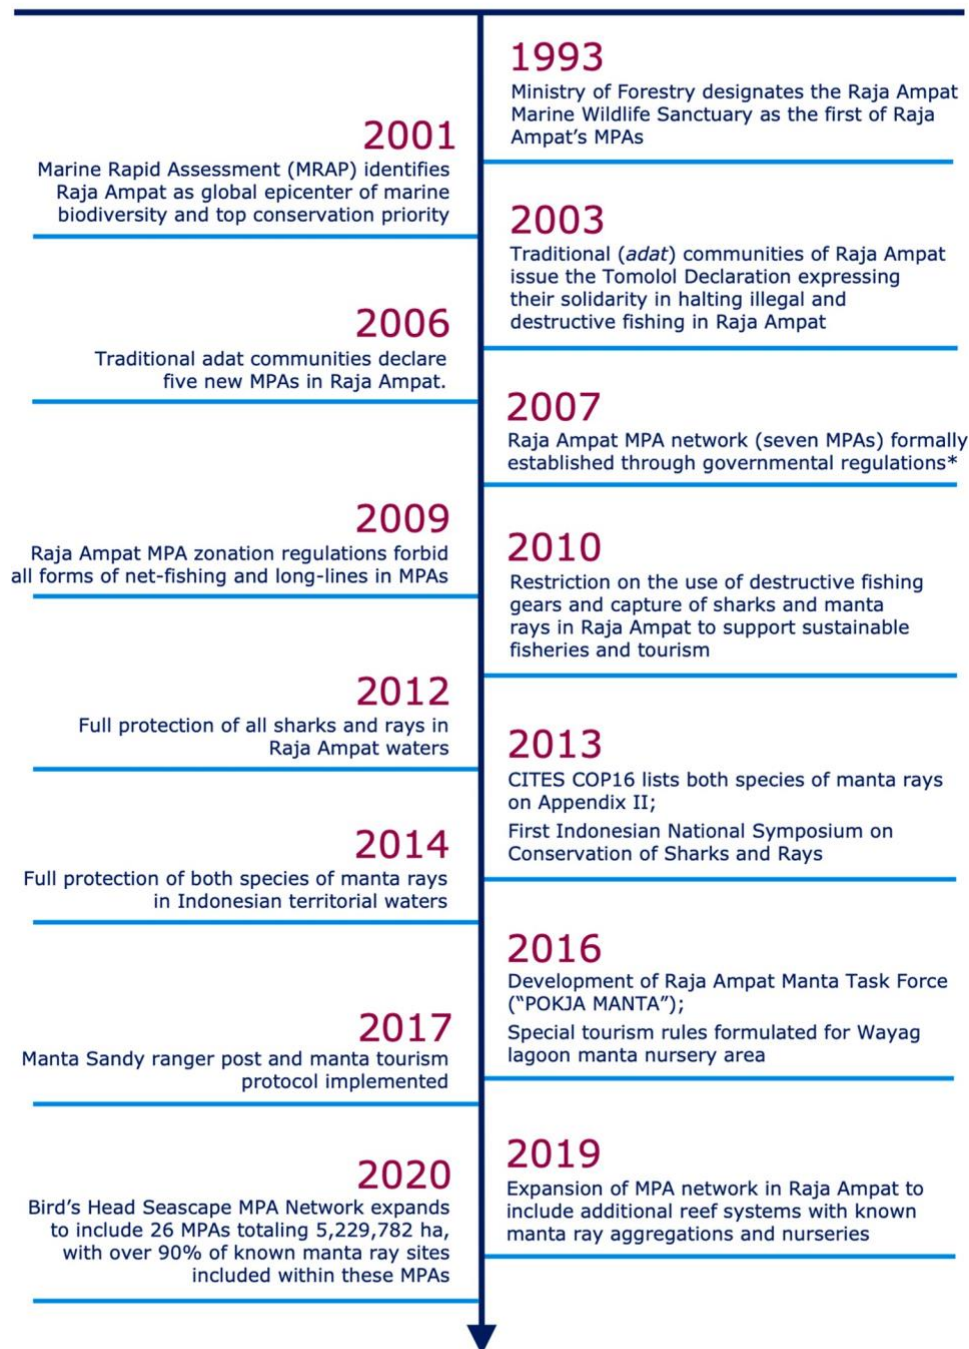 1993
Ministry of Forestry designates the Raja Ampat
Marine Wildlife Sanctuary as the first of Raja
Ampat’s MPAs
2001
Marine Rapid Assessment (MRAP) identifies
Raja Ampat as global epicenter of marine
biodiversity and top conservation priority
2003
Traditional (adat) communities of Raja Ampat
issue the Tomolol Declaration expressing
their solidarity in halting illegal and
destructive fishing in Raja Ampat
2006
Traditional adat communities declare
five new MPAs in Raja Ampat.
2007
Raja Ampat MPA network (seven MPAs) formally
established through governmental regulations*
2009
Raja Ampat MPA zonation regulations forbid
all forms of net-fishing and long-lines in MPAs
2010
Restriction on the use of destructive fishing
gears and capture of sharks and manta
rays in Raja Ampat to support sustainable
fisheries and tourism
2012
Full protection of all sharks and rays in
Raja Ampat waters
2013
CITES COP16 lists both species of manta rays
on Appendix II;
First Indonesian National Symposium on
Conservation of Sharks and Rays
2014
Full protection of both species of manta rays
in Indonesian territorial waters
2016
Development of Raja Ampat Manta Task Force
(“POKJA MANTA”);
Special tourism rules formulated for Wayag
lagoon manta nursery area
2017
Manta Sandy ranger post and manta tourism
protocol implemented
2019
Expansion of MPA network in Raja Ampat to
include additional reef systems with known
manta ray aggregations and nurseries
2020
Bird’s Head Seascape MPA Network expands
to include 26 MPAs totaling 5,229,782 ha,
with over 90% of known manta ray sites
included within these MPAs